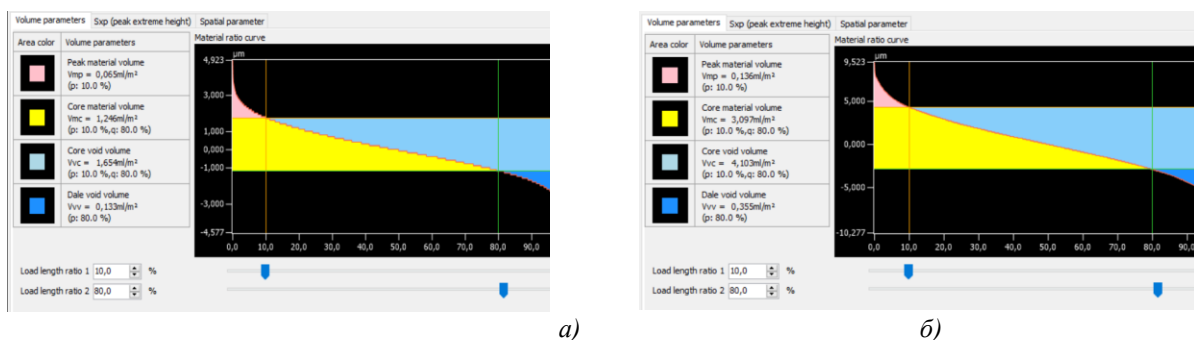 Volume parameters Sxp (peak extreme height) Spatial parameter
Area color Volume parameters
Peak material volume
Vmp = 0,065ml/m²
(p: 10.0 %)
Core material volume
Vmc = 1,246ml/m²
(p: 10.0 %,q: 80.0 %)
Core void volume
Vvc = 1,654ml/m²
(p: 10.0 %,q: 80.0 %)
Dale void volume
Vvv = 0,133ml/m²
(p: 80.0 %)
Material ratio curve
µm
4,923
3,000
1,000
0,000
-1,000
-3,000
-4,577
0,0 10,0 20,0 30,0 40,0 50,0 60,0 70,0 80,0 90,0
Load length ratio 1 10,0 %
Load length ratio 2 80,0 %
а)
Volume parameters Sxp (peak extreme height) Spatial parameter
Area color Volume parameters
Peak material volume
Vmp = 0,136ml/m²
(p: 10.0 %)
Core material volume
Vmc = 3,097ml/m²
(p: 10.0 %,q: 80.0 %)
Core void volume
Vvc = 4,103ml/m²
(p: 10.0 %,q: 80.0 %)
Dale void volume
Vvv = 0,355ml/m²
(p: 80.0 %)
Material ratio curve
µm
9,523
5,000
0,000
-5,000
-10,277
0,0 10,0 20,0 30,0 40,0 50,0 60,0 70,0 80,0 90,0
Load length ratio 1 10,0 %
Load length ratio 2 80,0 %
б)